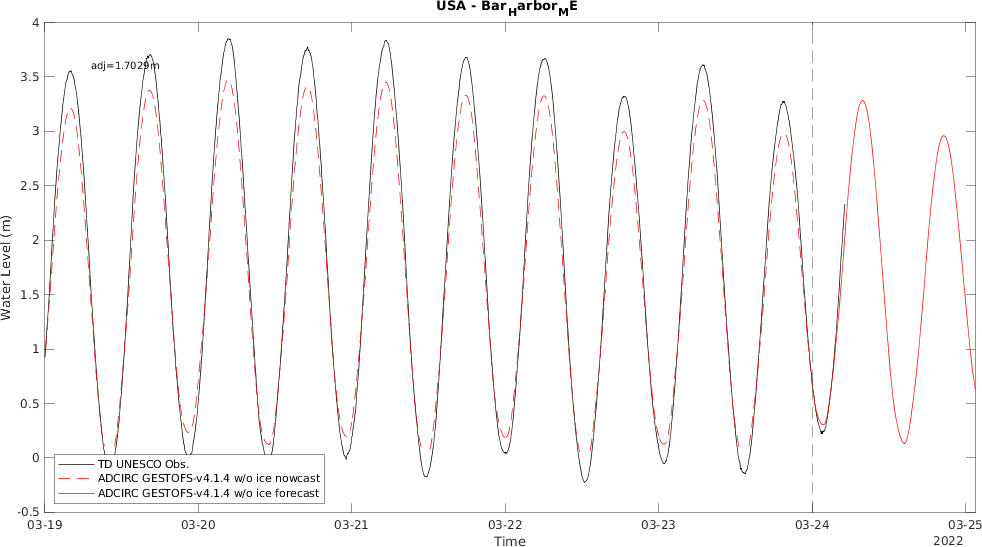 USA - BarHarborME
4
3.5
3
2.5
2
1.5
1
0.5
0
-0.5
Water Level (m)
adj=1.7029m
TD UNESCO Obs.
ADCIRC GESTOFS-v4.1.4 w/o ice nowcast
ADCIRC GESTOFS-v4.1.4 w/o ice forecast
03-19 03-20 03-21 03-22 03-23 03-24 03-25
Time
2022